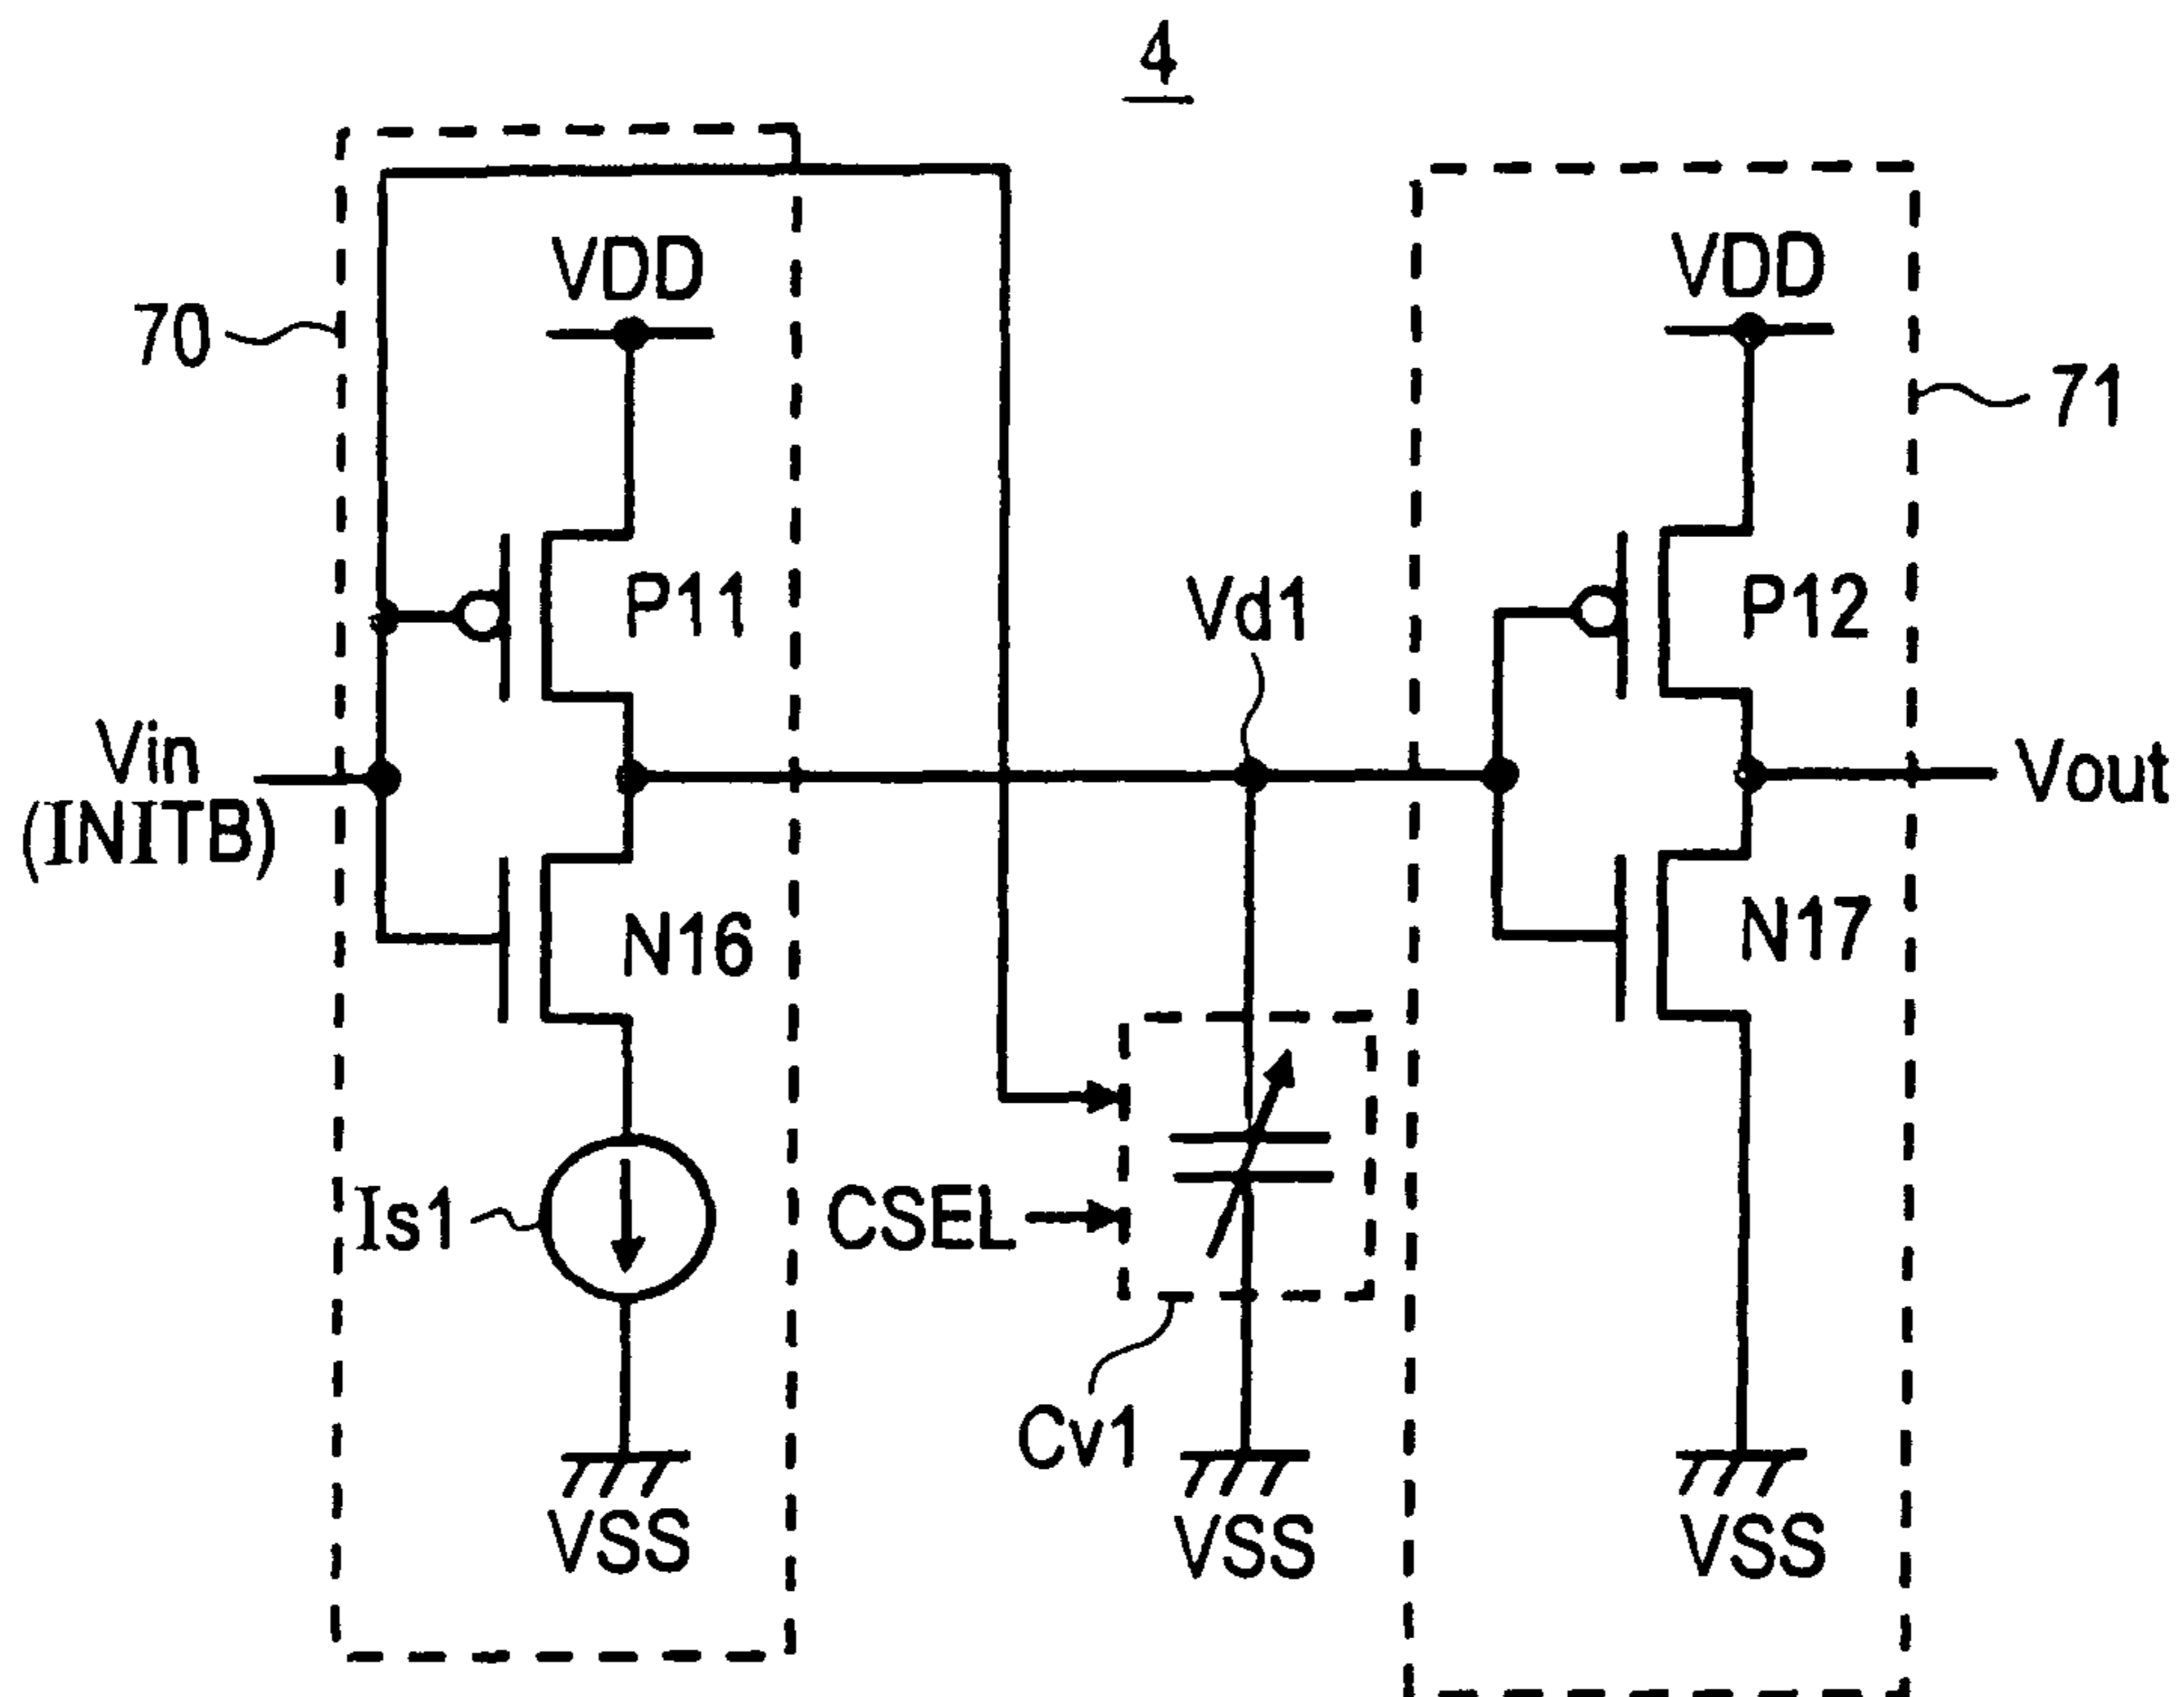 4
VDD
VDD
70
71
P11
Vd1
P12
Vin
(INITB)
Vout
N16
N17
Is1
CSEL
Cv1
VSS
VSS
VSS